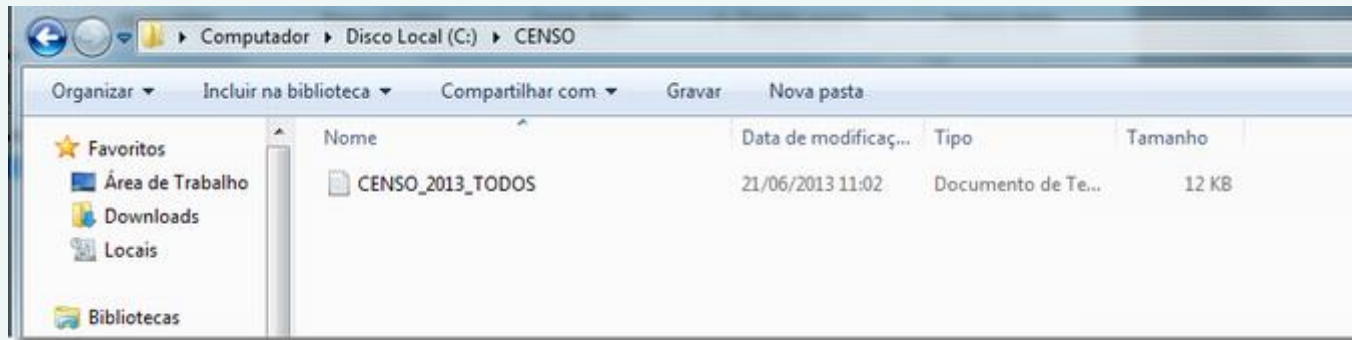 Computador Disco Local (C:) CENSO
Organizar Incluir na biblioteca Compartilhar com Gravar Nova pasta
Favoritos
Área de Trabalho
Downloads
Locais
Bibliotecas
Nome Data de modificaç... Tipo Tamanho
CENSO_2013_TODOS 21/06/2013 11:02 Documento de Te... 12 KB